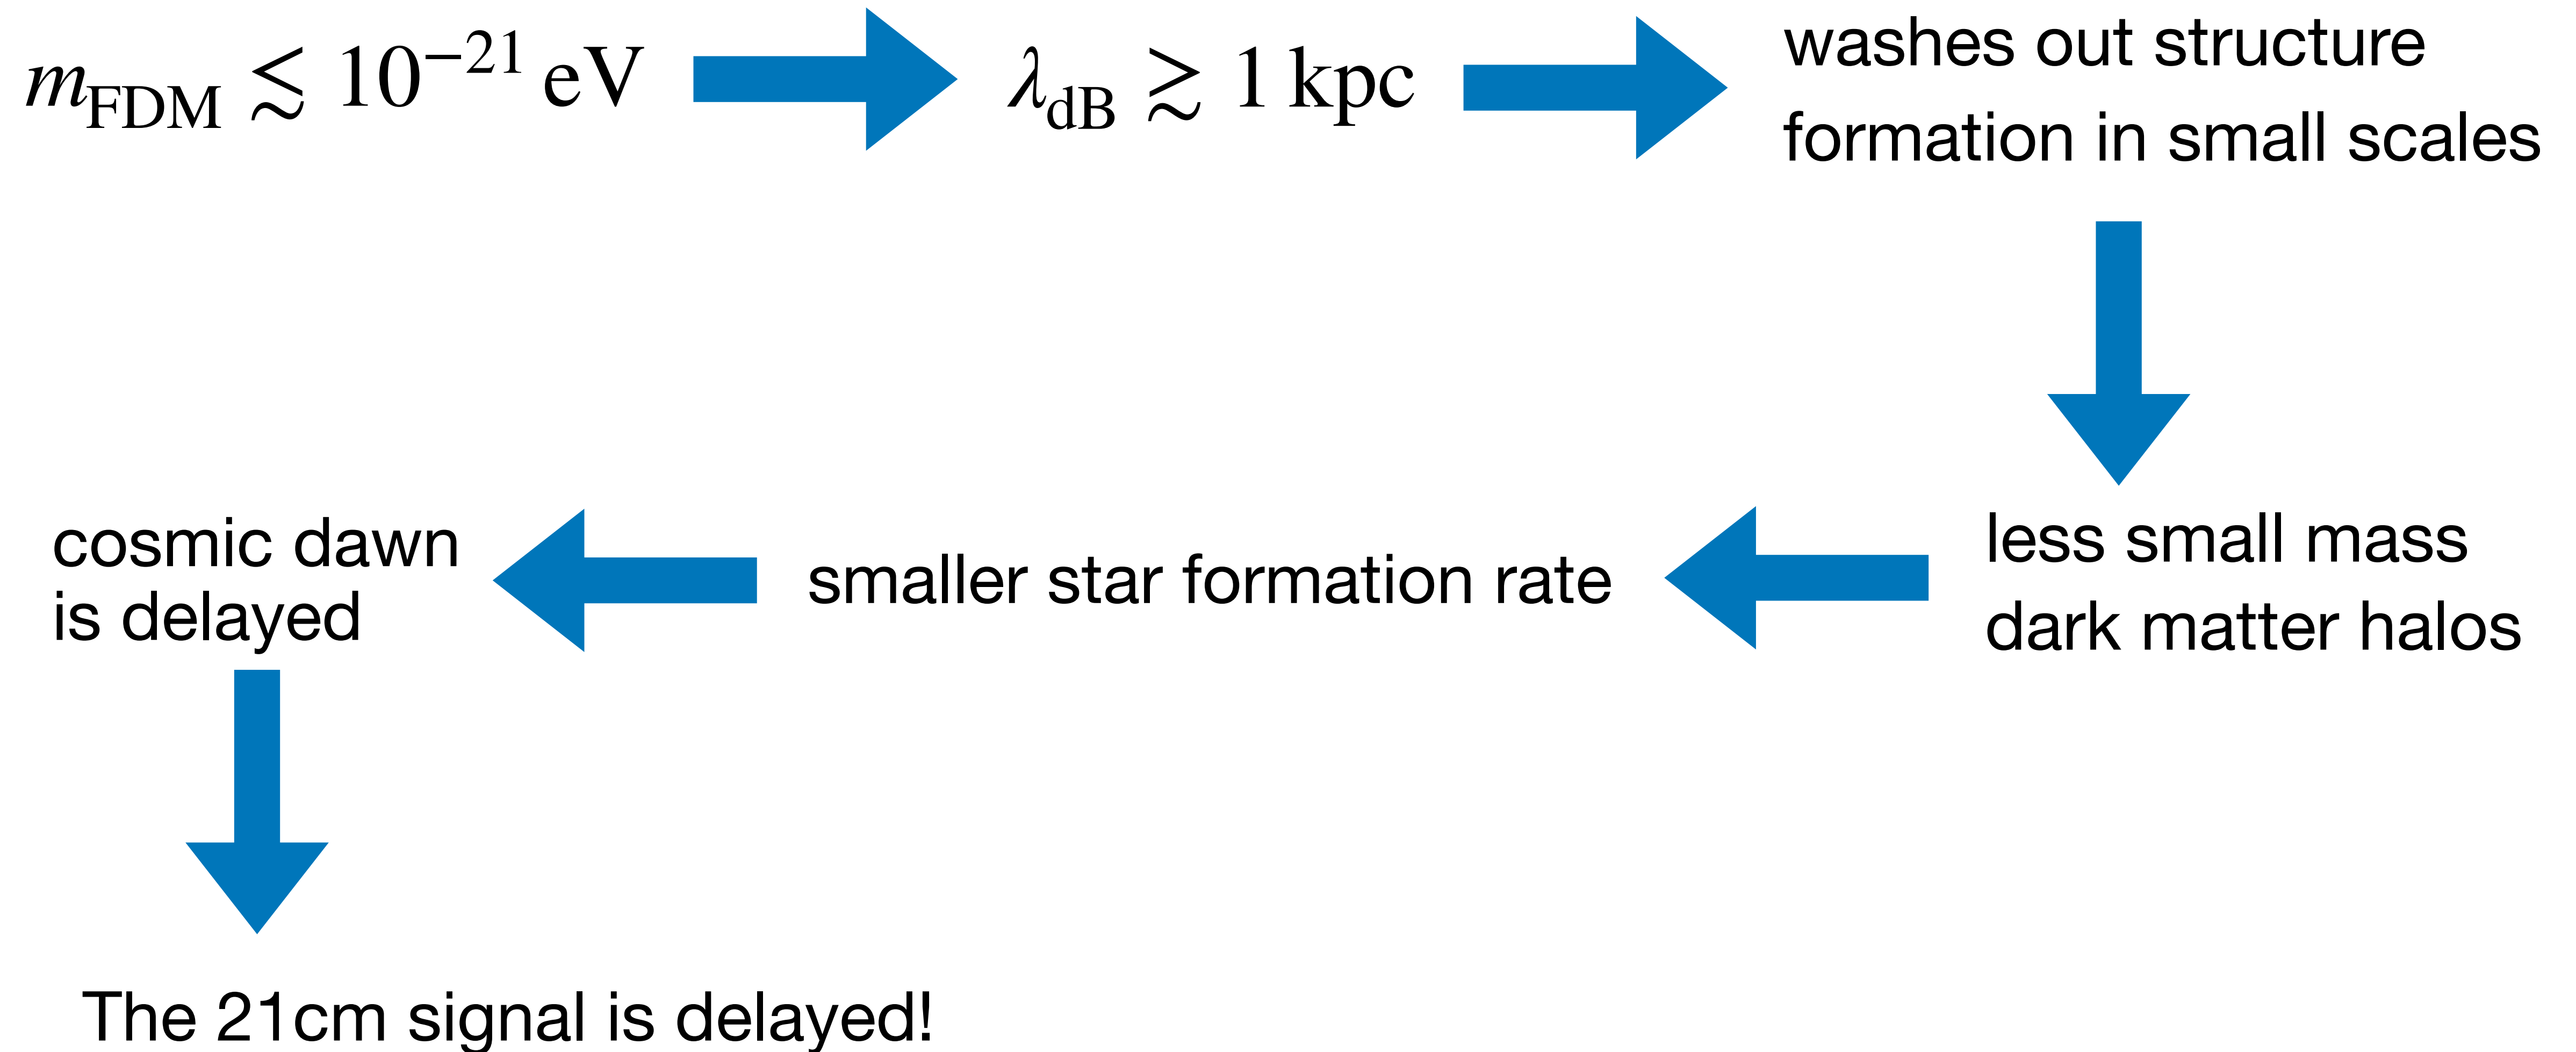 m_FDM ≲ 10⁻²¹ eV
λ_dB ≳ 1 kpc
washes out structure
formation in small scales
less small mass
dark matter halos
smaller star formation rate
cosmic dawn
is delayed
The 21cm signal is delayed!